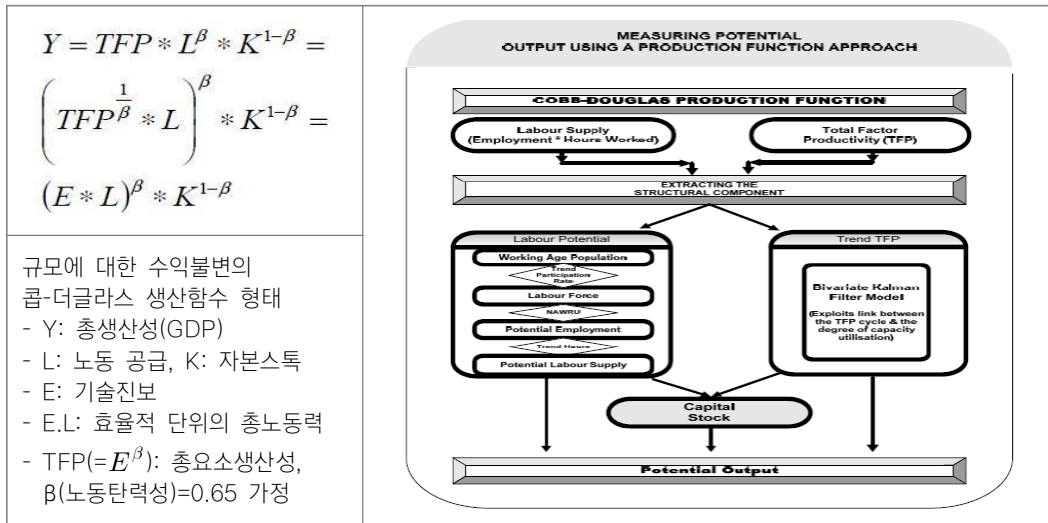 Y = TFP * L^β * K^{1-β} =
(TFP^{1/β} * L)^β * K^{1-β} =
(E * L)^β * K^{1-β}
규모에 대한 수익불변의
콥-더글라스 생산함수 형태
- Y: 총생산성(GDP)
- L: 노동 공급, K: 자본스톡
- E: 기술진보
- E.L: 효율적 단위의 총노동력
- TFP(=E^β): 총요소생산성,
β(노동탄력성)=0.65 가정
MEASURING POTENTIAL
OUTPUT USING A PRODUCTION FUNCTION APPROACH
COBB-DOUGLAS PRODUCTION FUNCTION
Labour Supply
(Employment * Hours Worked)
Total Factor
Productivity (TFP)
EXTRACTING THE
STRUCTURAL COMPONENT
Labour Potential
Working Age Population
Trend
Participation
Rate
Labour Force
NAWRU
Potential Employment
Trend Hours
Potential Labour Supply
Trend TFP
Bivariate Kalman
Filter Model
(Exploits link between
the TFP cycle & the
degree of capacity
utilisation)
Capital
Stock
Potential Output